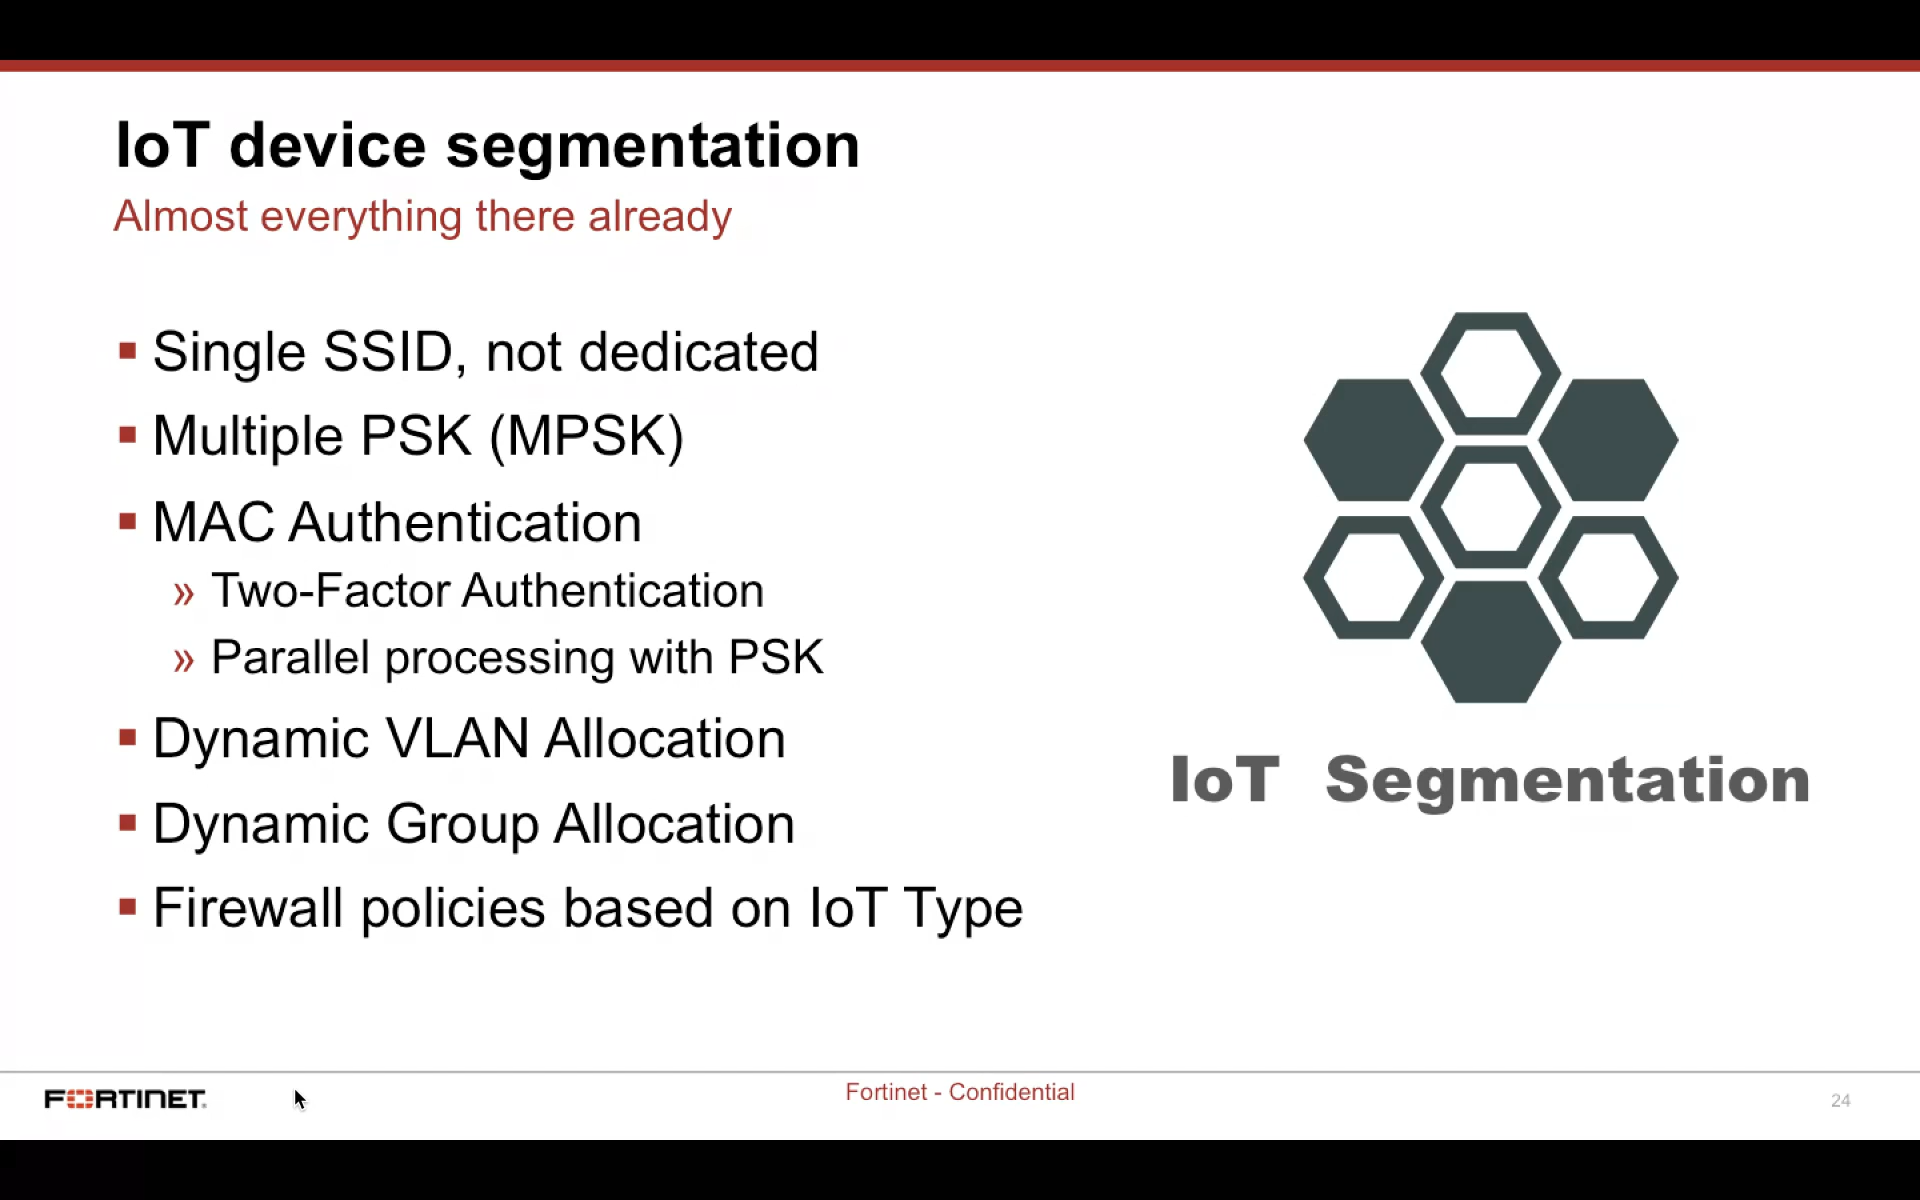 IoT device segmentation
Almost everything there already
▪ Single SSID, not dedicated
▪ Multiple PSK (MPSK)
▪ MAC Authentication
» Two-Factor Authentication
» Parallel processing with PSK
▪ Dynamic VLAN Allocation
▪ Dynamic Group Allocation
▪ Firewall policies based on IoT Type
IoT Segmentation
FORTINET
Fortinet - Confidential
24